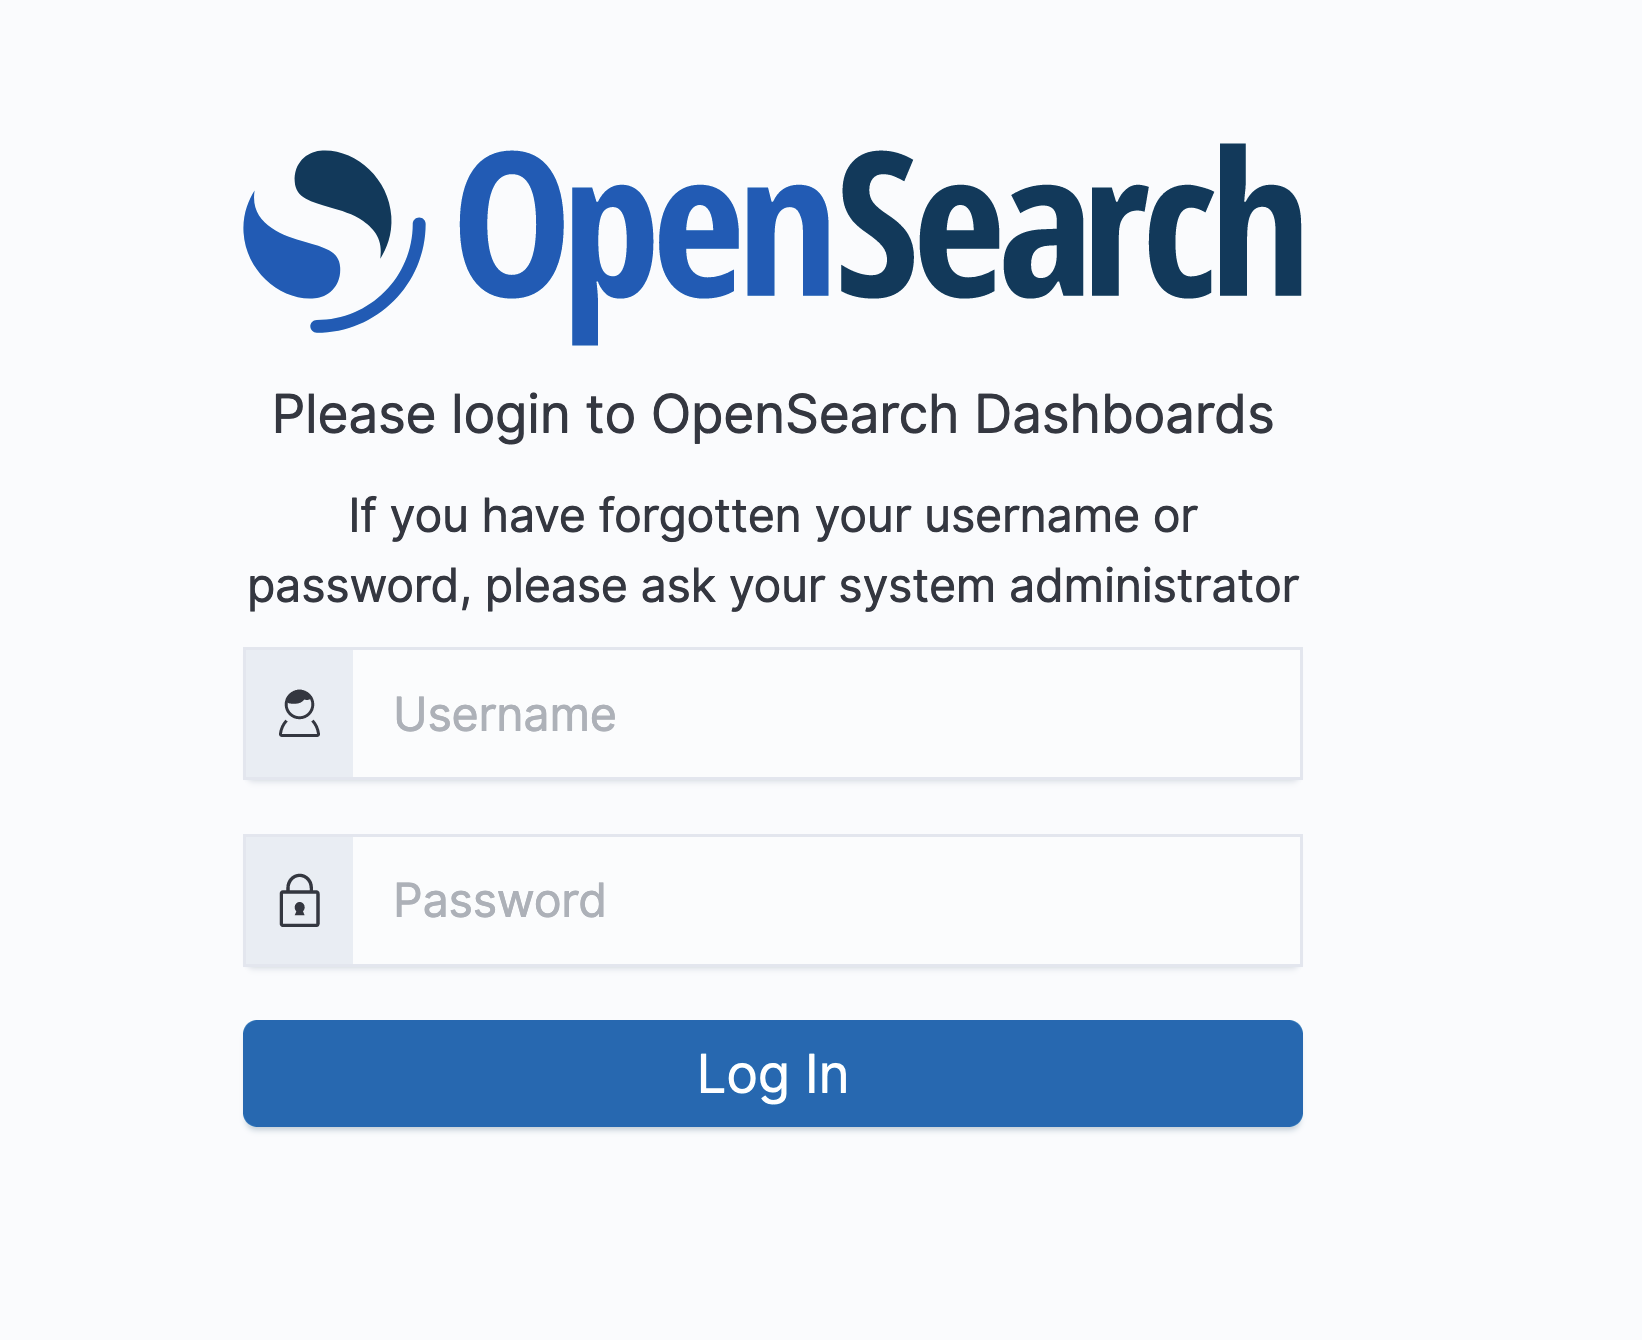 OpenSearch
Please login to OpenSearch Dashboards
If you have forgotten your username or
password, please ask your system administrator
Username
Password
Log In